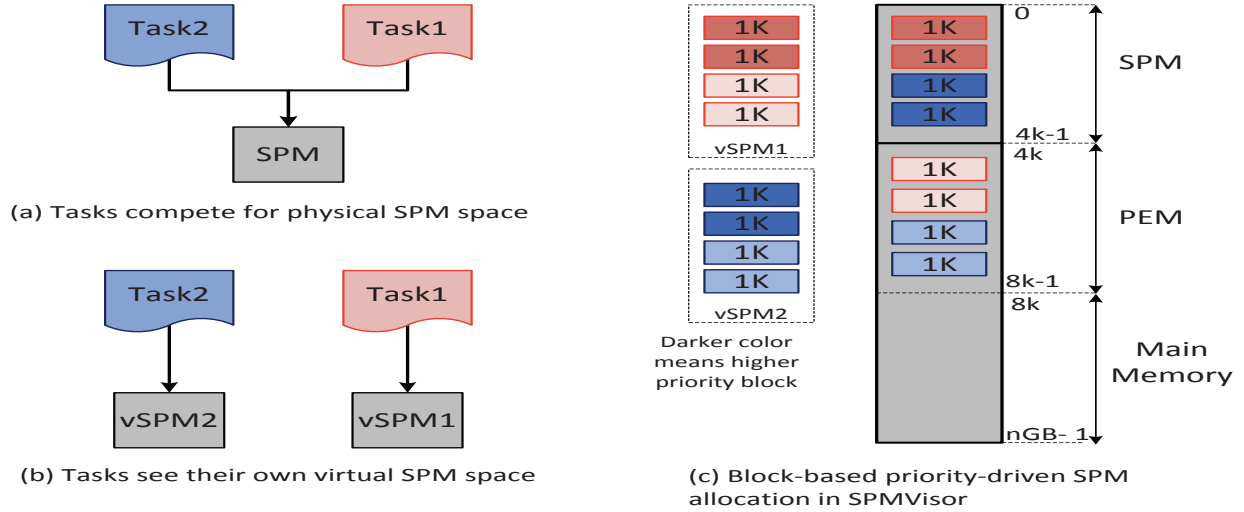 Task2
Task1
SPM
(a) Tasks compete for physical SPM space
Task2
Task1
vSPM2
vSPM1
(b) Tasks see their own virtual SPM space
1K
1K
1K
1K
vSPM1
1K
1K
1K
1K
vSPM2
Darker color
means higher
priority block
0
1K
1K
1K
1K
4k-1
SPM
4k
1K
1K
1K
1K
8k-1
PEM
8k
Main
Memory
nGB- 1
(c) Block-based priority-driven SPM
allocation in SPMVisor